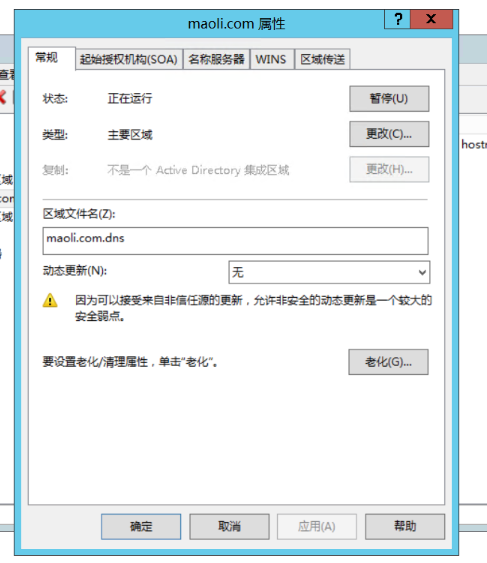 maoli.com 属性
? x
常规 起始授权机构(SOA) 名称服务器 WINS 区域传送
状态: 正在运行 暂停(U)
类型: 主要区域 更改(C)...
复制: 不是一个 Active Directory 集成区域 更改(H)...
区域文件名(Z):
maoli.com.dns
动态更新(N): 无
因为可以接受来自非信任源的更新，允许非安全的动态更新是一个较大的
安全弱点。
要设置老化/清理属性，单击"老化"。 老化(G)...
确定 取消 应用(A) 帮助